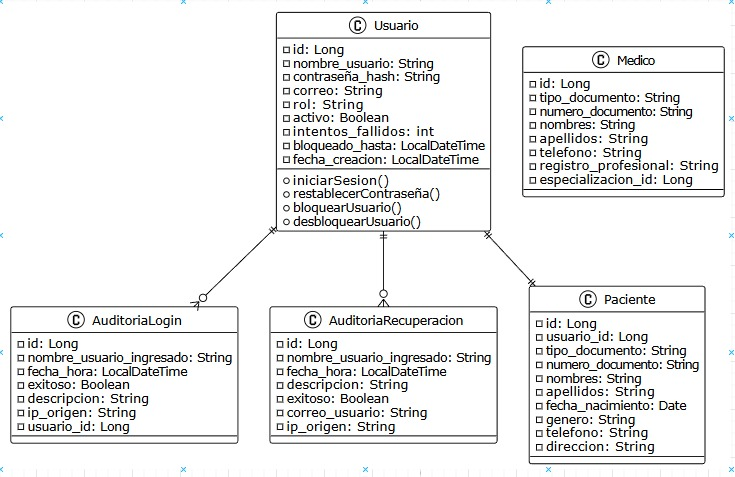 C Usuario
id: Long
nombre_usuario: String
contraseña_hash: String
correo: String
rol: String
activo: Boolean
intentos_fallidos: int
bloqueado_hasta: LocalDateTime
fecha_creacion: LocalDateTime
iniciarSesion()
restablecerContraseña()
bloquearUsuario()
desbloquearUsuario()
C Medico
id: Long
tipo_documento: String
numero_documento: String
nombres: String
apellidos: String
telefono: String
registro_profesional: String
especializacion_id: Long
C AuditoriaLogin
id: Long
nombre_usuario_ingresado: String
fecha_hora: LocalDateTime
exitoso: Boolean
descripcion: String
ip_origen: String
usuario_id: Long
C AuditoriaRecuperacion
id: Long
nombre_usuario_ingresado: String
fecha_hora: LocalDateTime
descripcion: String
exitoso: Boolean
correo_usuario: String
ip_origen: String
C Paciente
id: Long
usuario_id: Long
tipo_documento: String
numero_documento: String
nombres: String
apellidos: String
fecha_nacimiento: Date
genero: String
telefono: String
direccion: String